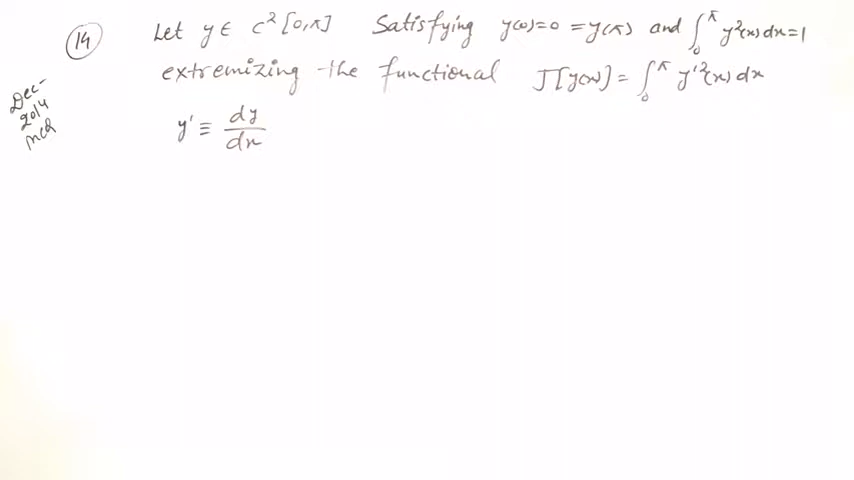 (14) Let y ∈ C²[0,π] Satisfying y(0)=0=y(π) and ∫₀^π y²(x)dx=1
extremizing the functional J[y(x)] = ∫₀^π y'²(x)dx
y' ≡ dy/dx
Dec-
2014
MCQ